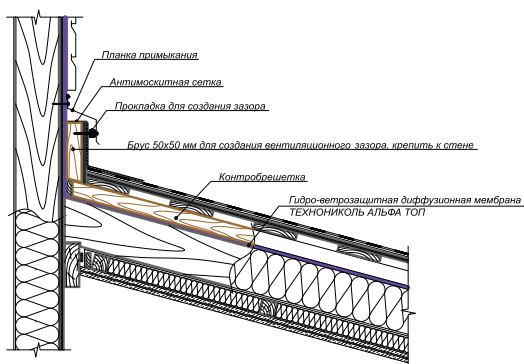 Планка примыкания
Антимоскитная сетка
Прокладка для создания зазора
Брус 50х50 мм для создания вентиляционного зазора, крепить к стене
Контробрешетка
Гидро-ветрозащитная диффузионная мембрана
ТЕХНОНИКОЛЬ АЛЬФА ТОП